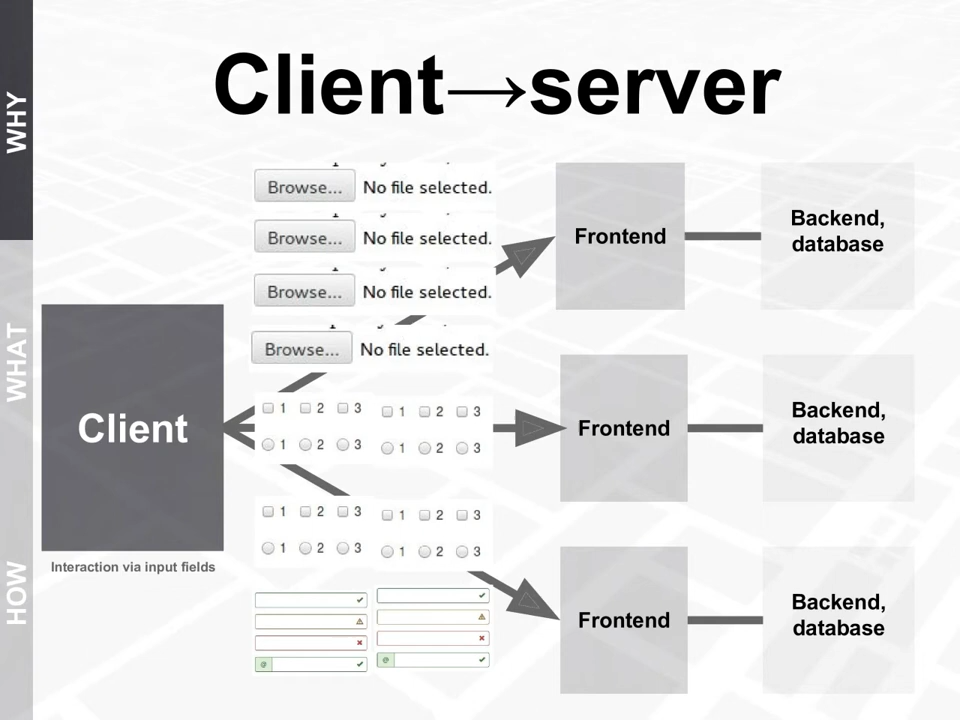 Client→server
WHY
WHAT
HOW
Browse... No file selected.
Browse... No file selected.
Browse... No file selected.
Browse... No file selected.
Client
Interaction via input fields
1 2 3 1 2 3
1 2 3 1 2 3
1 2 3 1 2 3
1 2 3 1 2 3
@ @
Frontend
Backend,
database
Frontend
Backend,
database
Frontend
Backend,
database